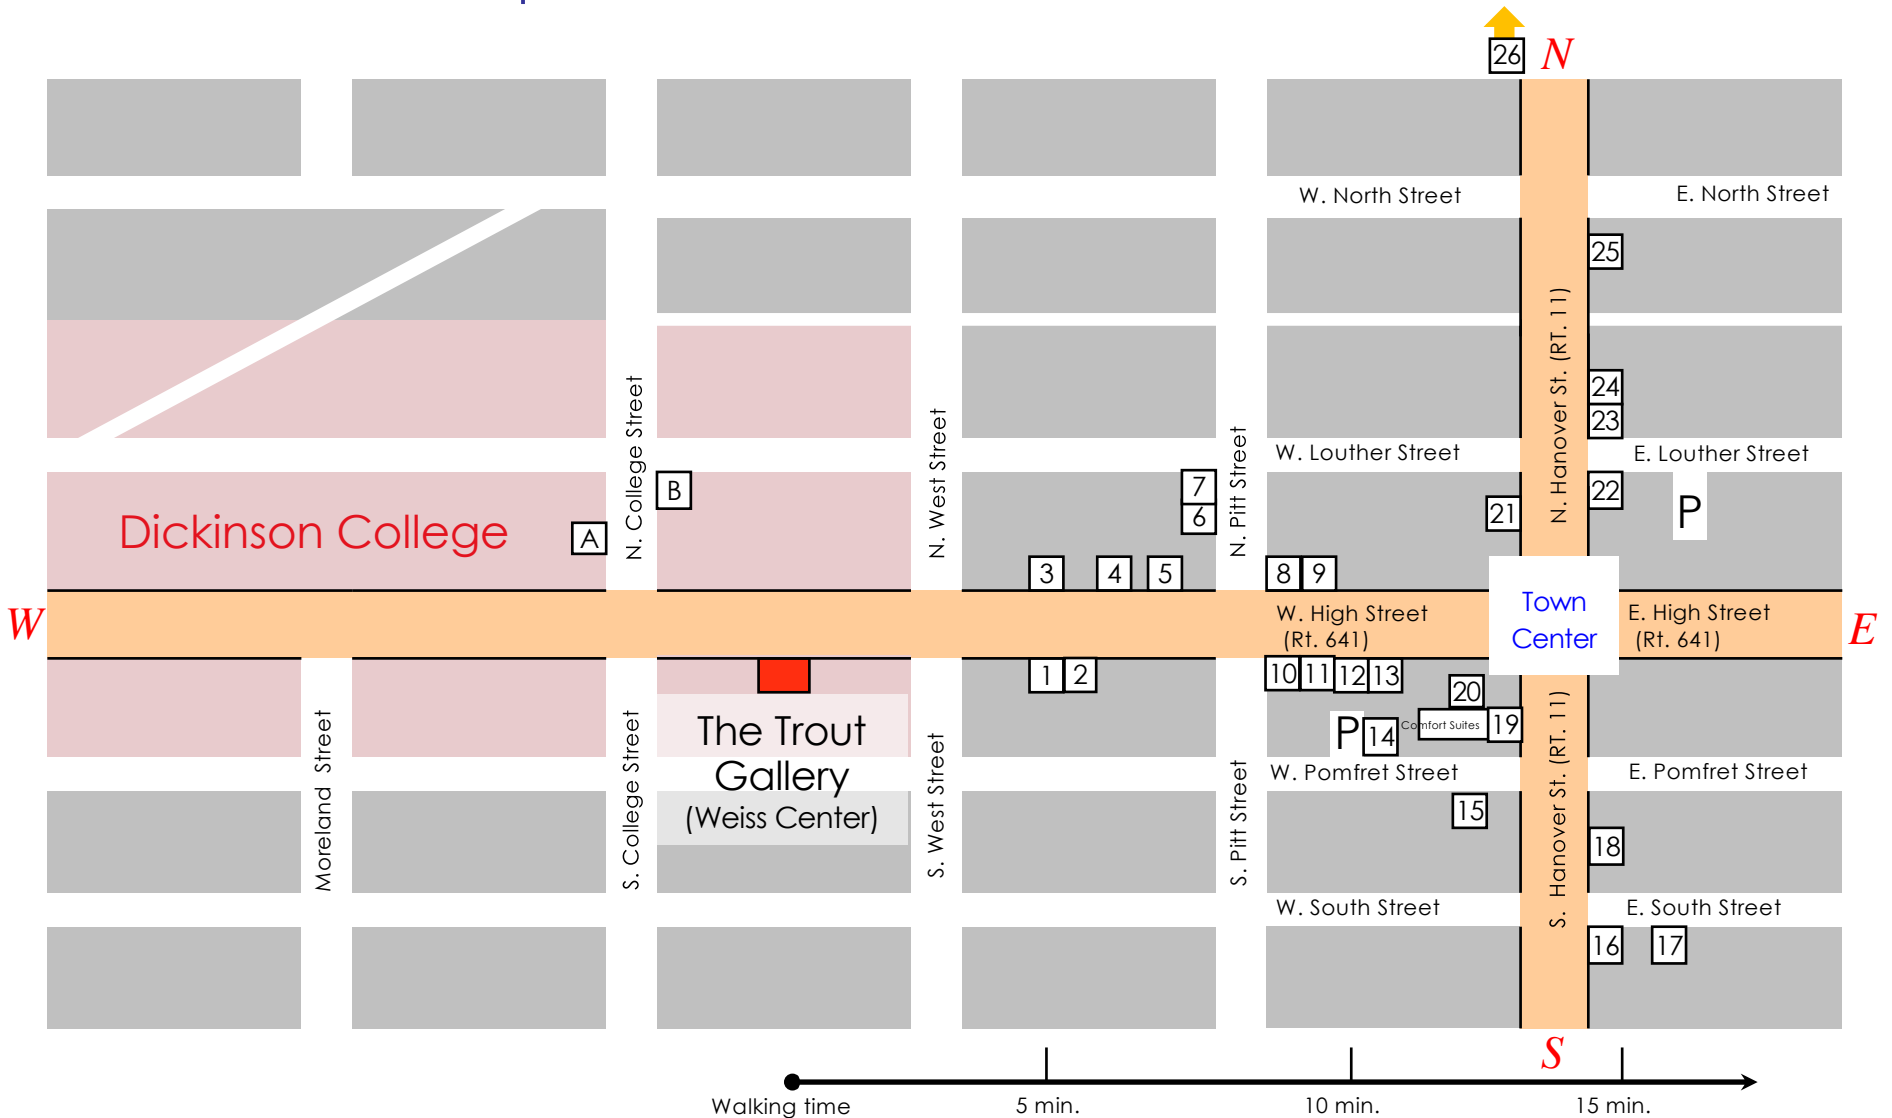 26
N
W. North Street
E. North Street
25
N. Hanover St. (RT. 11)
24
23
N. College Street
N. West Street
N. Pitt Street
W. Louther Street
E. Louther Street
B
7
6
22
P
21
Dickinson College
A
3
4
5
8
9
W
W. High Street
(Rt. 641)
Town
Center
E. High Street
(Rt. 641)
E
1
2
10
11
12
13
20
The Trout
Gallery
(Weiss Center)
P
14
Comfort Suites
19
Moreland Street
S. College Street
S. West Street
S. Pitt Street
S. Hanover St. (RT. 11)
W. Pomfret Street
E. Pomfret Street
15
18
W. South Street
E. South Street
16
17
S
Walking time
5 min.
10 min.
15 min.